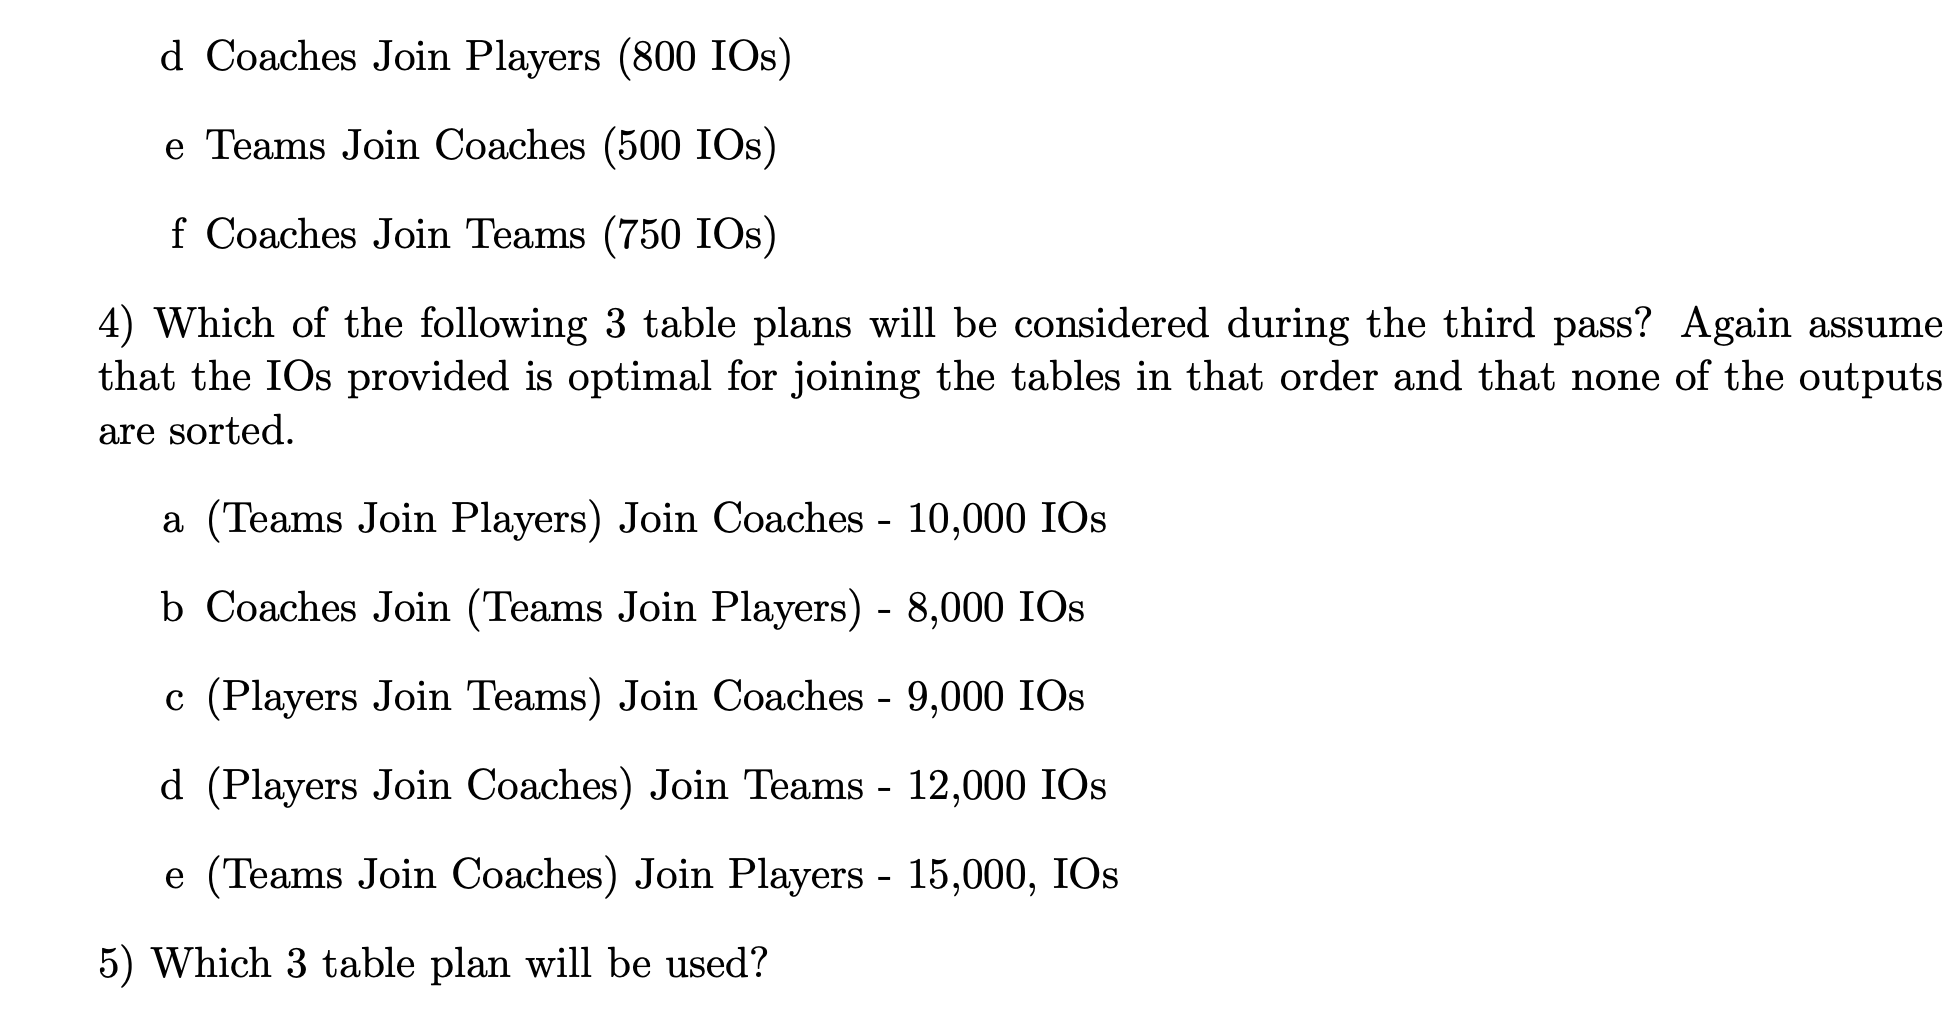 d Coaches Join Players (800 IOs)
e Teams Join Coaches (500 IOs)
f Coaches Join Teams (750 IOs)
4) Which of the following 3 table plans will be considered during the third pass? Again assume
that the IOs provided is optimal for joining the tables in that order and that none of the outputs
are sorted.
a (Teams Join Players) Join Coaches - 10,000 IOs
b Coaches Join (Teams Join Players) - 8,000 IOs
c (Players Join Teams) Join Coaches - 9,000 IOs
d (Players Join Coaches) Join Teams - 12,000 IOs
e (Teams Join Coaches) Join Players - 15,000, IOs
5) Which 3 table plan will be used?